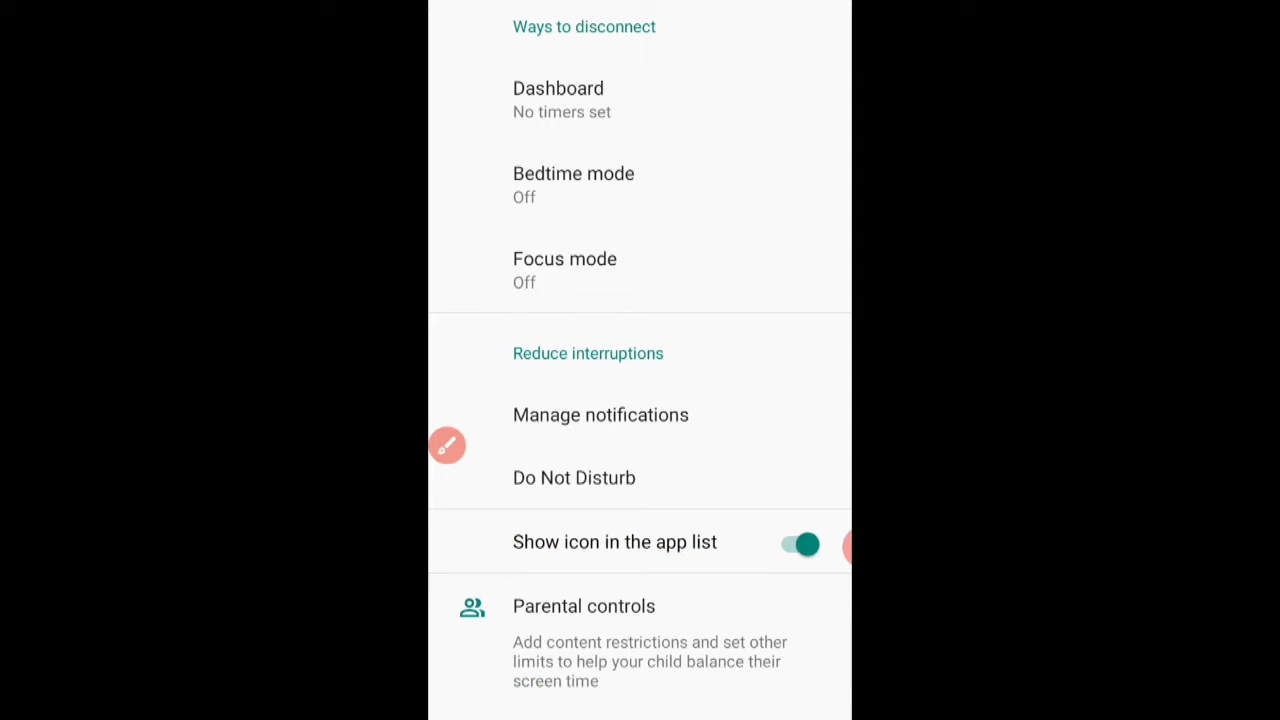 Ways to disconnect
Dashboard
No timers set
Bedtime mode
Off
Focus mode
Off
Reduce interruptions
Manage notifications
Do Not Disturb
Show icon in the app list
Parental controls
Add content restrictions and set other
limits to help your child balance their
screen time